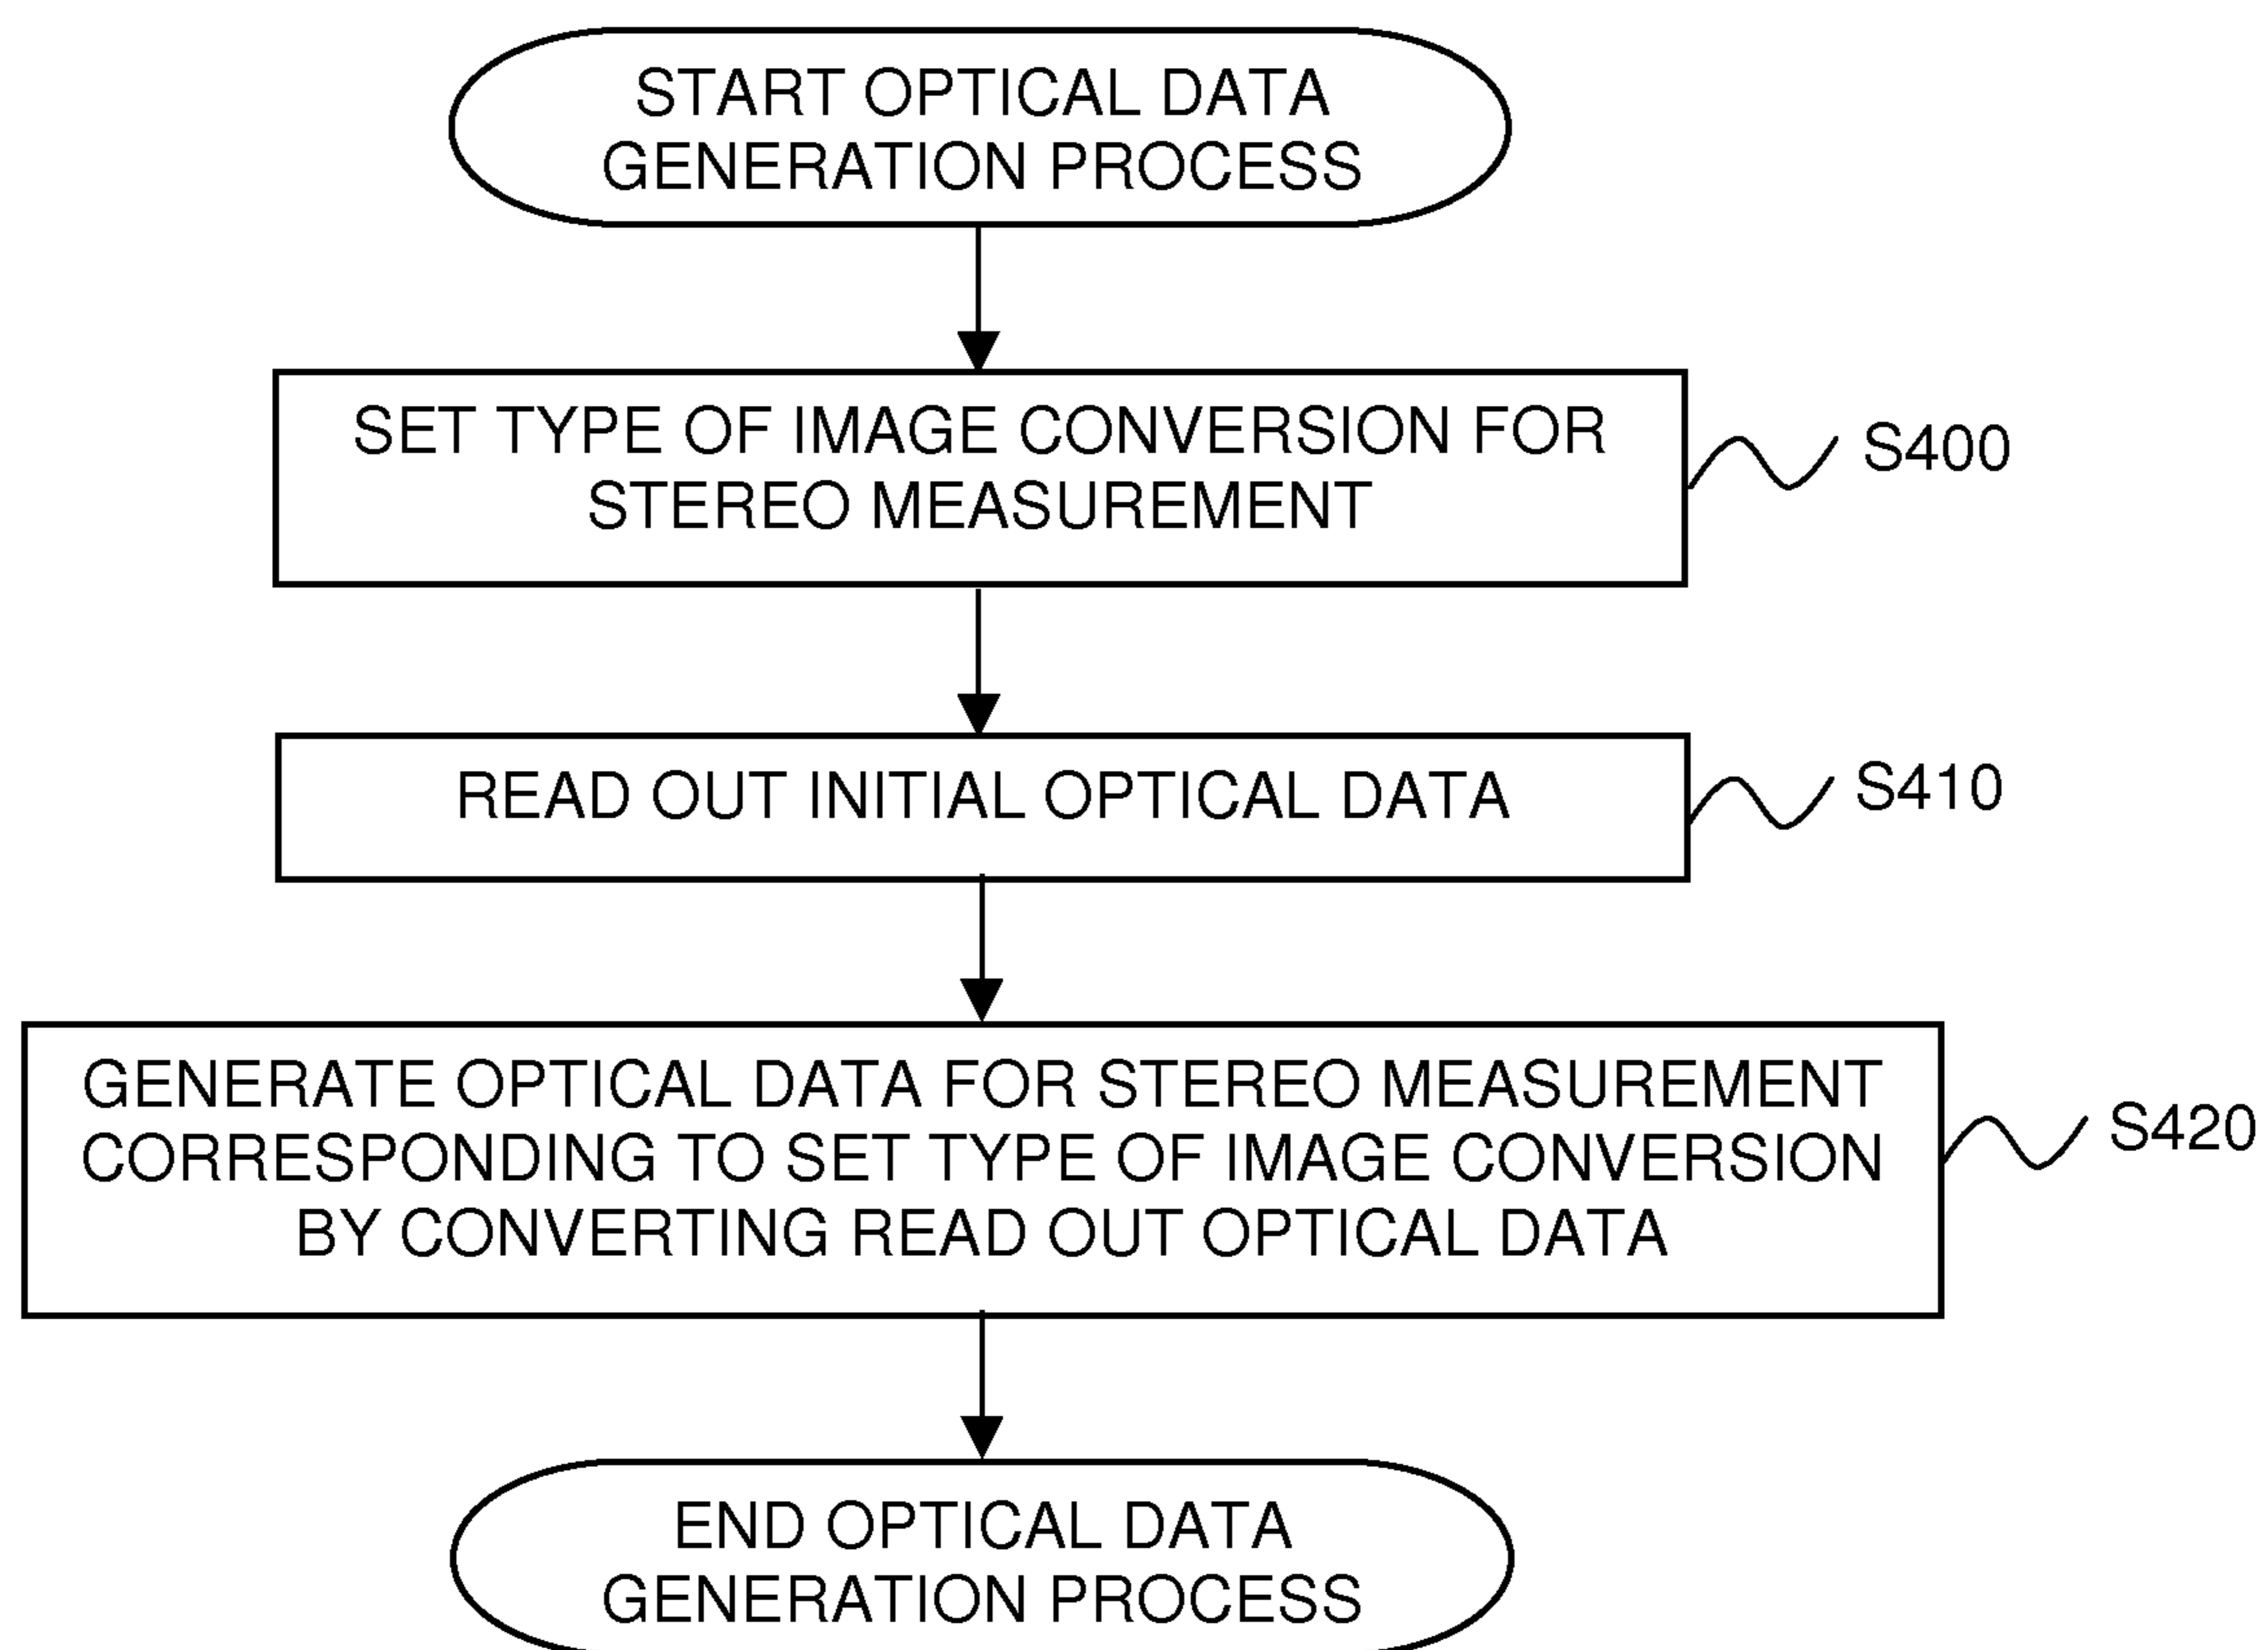 START OPTICAL DATA
GENERATION PROCESS
SET TYPE OF IMAGE CONVERSION FOR
STEREO MEASUREMENT
S400
READ OUT INITIAL OPTICAL DATA
S410
GENERATE OPTICAL DATA FOR STEREO MEASUREMENT
CORRESPONDING TO SET TYPE OF IMAGE CONVERSION
BY CONVERTING READ OUT OPTICAL DATA
S420
END OPTICAL DATA
GENERATION PROCESS